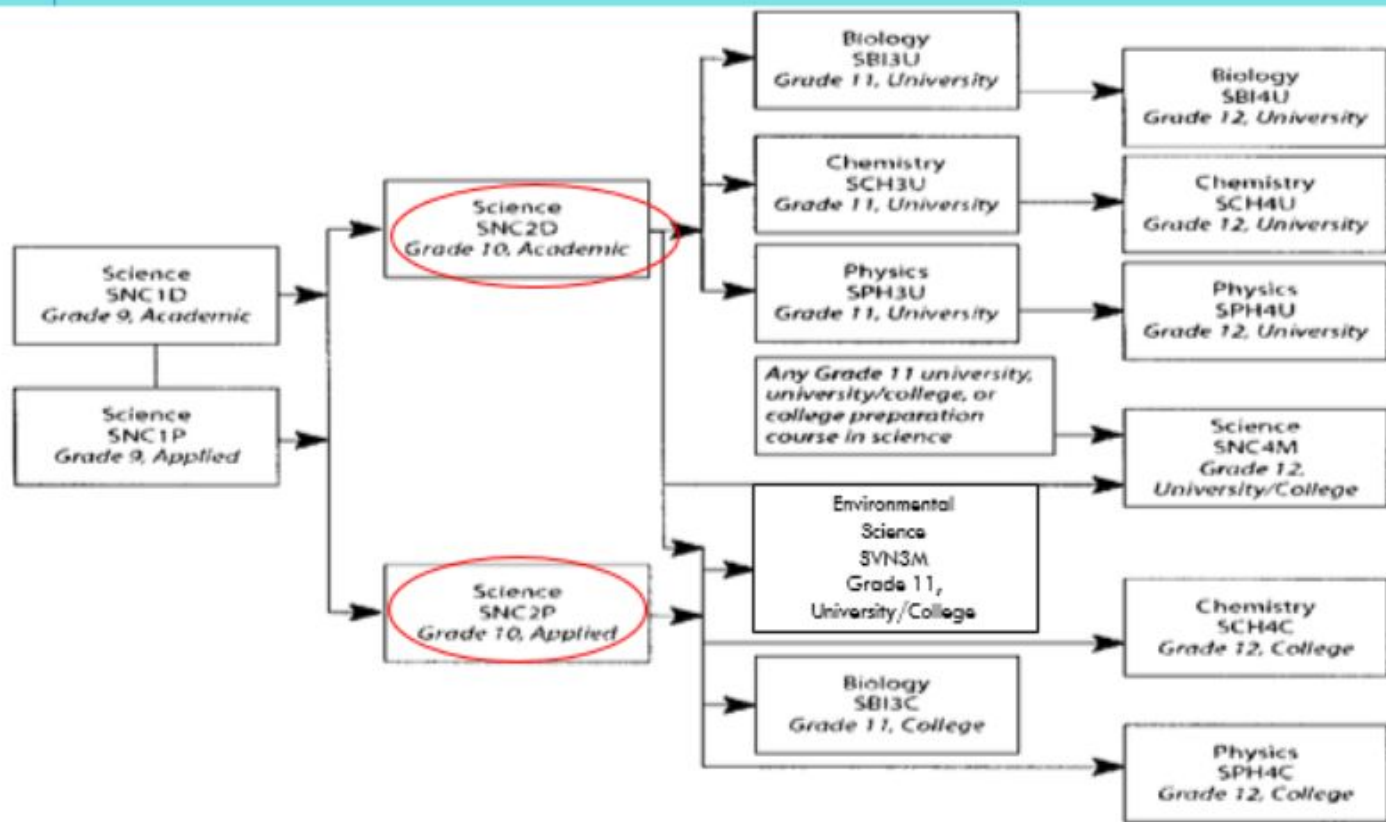 Science
SNC1D
Grade 9, Academic
Science
SNC1P
Grade 9, Applied
Science
SNC2D
Grade 10, Academic
Science
SNC2P
Grade 10, Applied
Biology
SBI3U
Grade 11, University
Chemistry
SCH3U
Grade 11, University
Physics
SPH3U
Grade 11, University
Any Grade 11 university,
university/college, or
college preparation
course in science
Environmental
Science
SVN3M
Grade 11,
University/College
Biology
SBI3C
Grade 11, College
Biology
SBI4U
Grade 12, University
Chemistry
SCH4U
Grade 12, University
Physics
SPH4U
Grade 12, University
Science
SNC4M
Grade 12,
University/College
Chemistry
SCH4C
Grade 12, College
Physics
SPH4C
Grade 12, College